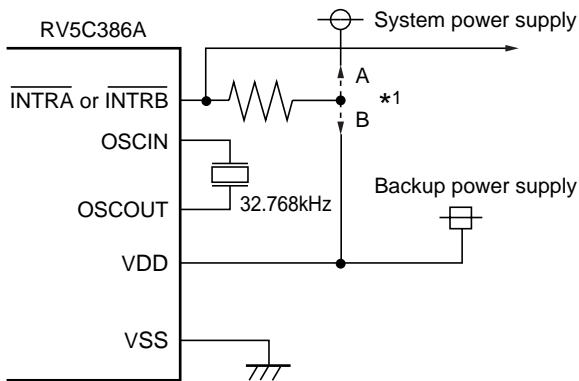 RV5C386A
System power supply
A
INTRA or INTRB
*1
B
OSCIN
Backup power supply
OSCOUT
32.768kHz
VDD
VSS